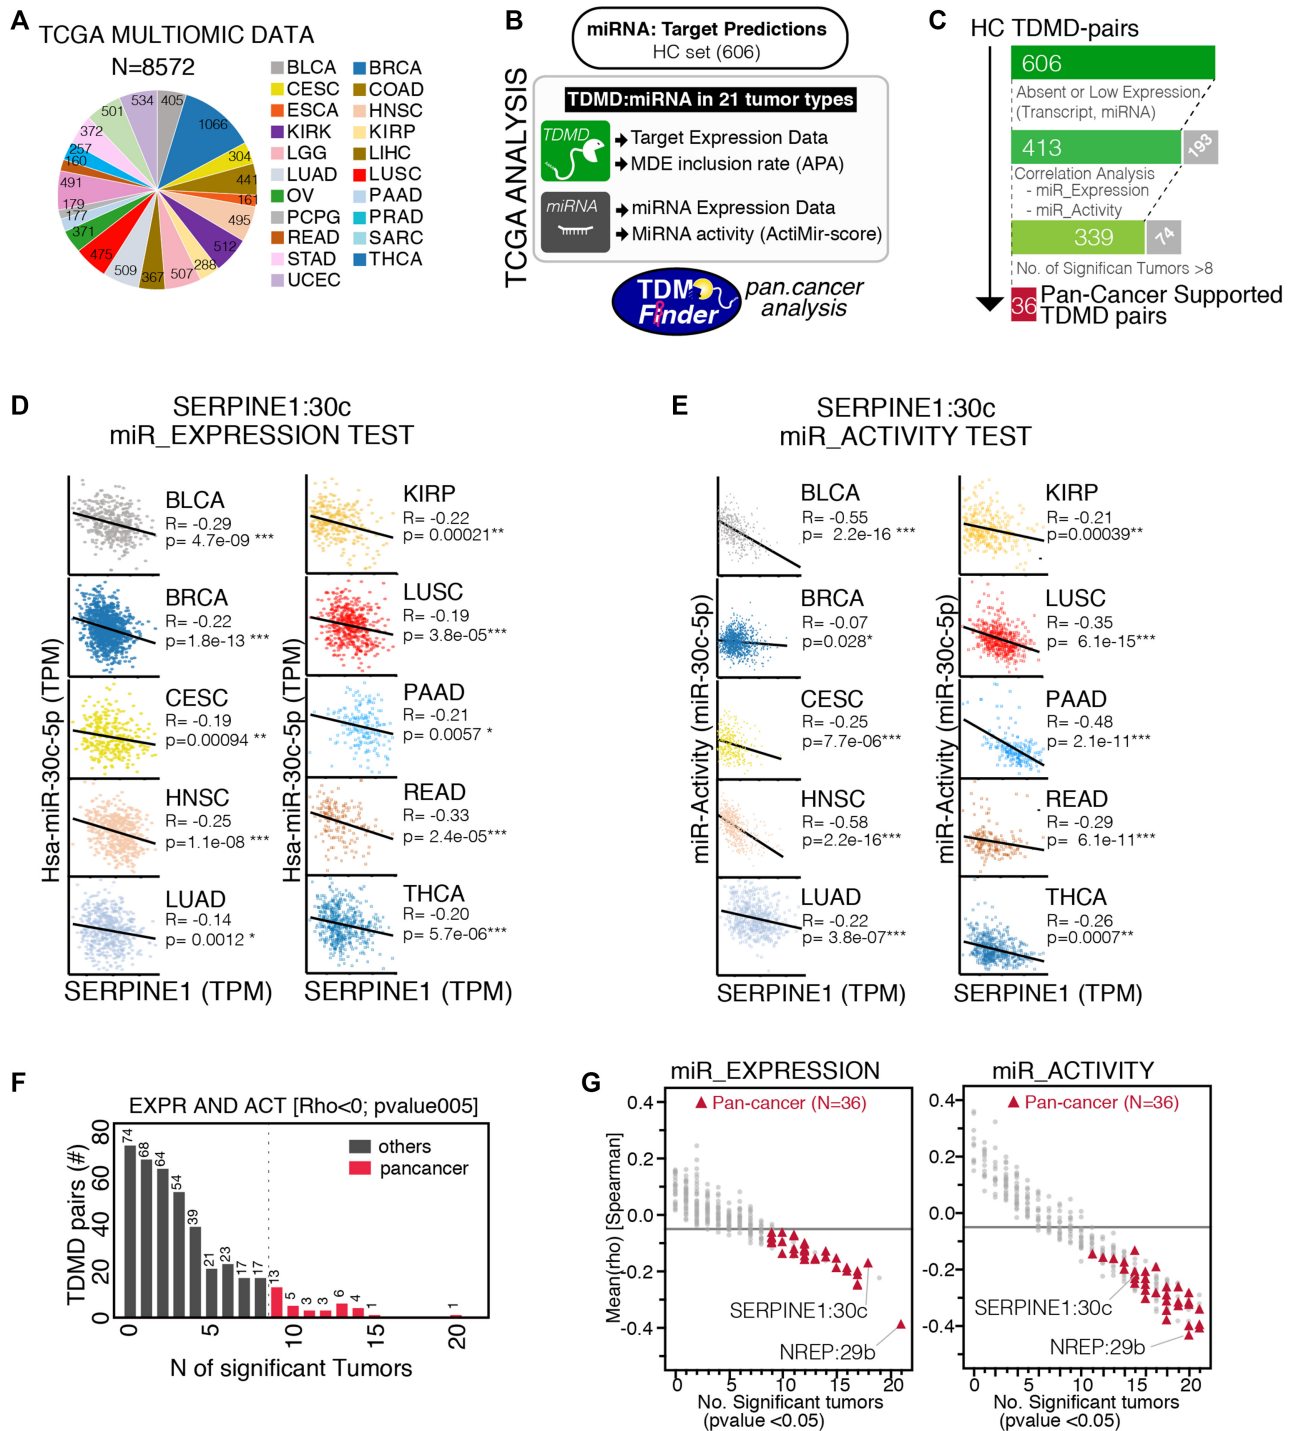 A
TCGA MULTIOMIC DATA
N=8572
534
405
1066
304
441
161
495
512
288
507
367
509
475
371
177
179
491
160
257
372
501
BLCA
BRCA
CESC
COAD
ESCA
HNSC
KIRK
KIRP
LGG
LIHC
LUAD
LUSC
OV
PAAD
PCPG
PRAD
READ
SARC
STAD
THCA
UCEC
B
miRNA: Target Predictions
HC set (606)
TCGA ANALYSIS
TDMD:miRNA in 21 tumor types
TDMD
Target Expression Data
MDE inclusion rate (APA)
miRNA
miRNA Expression Data
MiRNA activity (ActiMir-score)
TDM
Finder
pan.cancer
analysis
C
HC TDMD-pairs
606
Absent or Low Expression
(Transcript, miRNA)
413
193
Correlation Analysis
- miR_Expression
- miR_Activity
339
74
No. of Significan Tumors >8
36
Pan-Cancer Supported
TDMD pairs
D
SERPINE1:30c
miR_EXPRESSION TEST
Hsa-miR-30c-5p (TPM)
BLCA
R= -0.29
p= 4.7e-09 ***
BRCA
R= -0.22
p=1.8e-13 ***
CESC
R= -0.19
p=0.00094 **
HNSC
R= -0.25
p=1.1e-08 ***
LUAD
R= -0.14
p= 0.0012 *
SERPINE1 (TPM)
Hsa-miR-30c-5p (TPM)
KIRP
R= -0.22
p= 0.00021**
LUSC
R= -0.19
p= 3.8e-05***
PAAD
R= -0.21
p= 0.0057 *
READ
R= -0.33
p= 2.4e-05***
THCA
R= -0.20
p= 5.7e-06***
SERPINE1 (TPM)
E
SERPINE1:30c
miR_ACTIVITY TEST
miR-Activity (miR-30c-5p)
BLCA
R= -0.55
p= 2.2e-16 ***
BRCA
R= -0.07
p=0.028*
CESC
R= -0.25
p=7.7e-06***
HNSC
R= -0.58
p=2.2e-16***
LUAD
R= -0.22
p= 3.8e-07***
SERPINE1 (TPM)
miR-Activity (miR-30c-5p)
KIRP
R= -0.21
p=0.00039**
LUSC
R= -0.35
p= 6.1e-15***
PAAD
R= -0.48
p= 2.1e-11***
READ
R= -0.29
p= 6.1e-11***
THCA
R= -0.26
p=0.0007**
SERPINE1 (TPM)
F
EXPR AND ACT [Rho<0; pvalue005]
TDMD pairs (#)
80
60
40
20
0
74
68
64
54
39
21
23
17
17
13
5
3
3
6
4
1
1
others
pancancer
0
5
10
15
20
N of significant Tumors
G
miR_EXPRESSION
Pan-cancer (N=36)
Mean(rho) [Spearman]
0.4
0.2
0.0
-0.2
-0.4
SERPINE1:30c
NREP:29b
0
5
10
15
20
No. Significant tumors
(pvalue <0.05)
miR_ACTIVITY
Pan-cancer (N=36)
0.4
0.2
0.0
-0.2
-0.4
SERPINE1:30c
NREP:29b
0
5
10
15
20
No. Significant tumors
(pvalue <0.05)